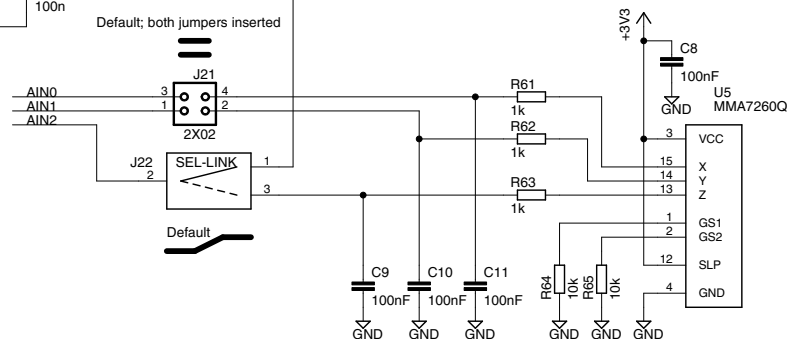 100n
Default; both jumpers inserted
+3V3
C8
100nF
GND
J21
AIN0
3
4
AIN1
1
2
AIN2
2X02
R61
1k
R62
1k
R63
1k
U5
MMA7260Q
3
VCC
15
X
14
Y
13
Z
1
GS1
2
GS2
12
SLP
4
GND
J22
2
SEL-LINK
1
3
Default
C9
100nF
C10
100nF
C11
100nF
R64
10k
R65
10k
GND
GND
GND
GND
GND
GND